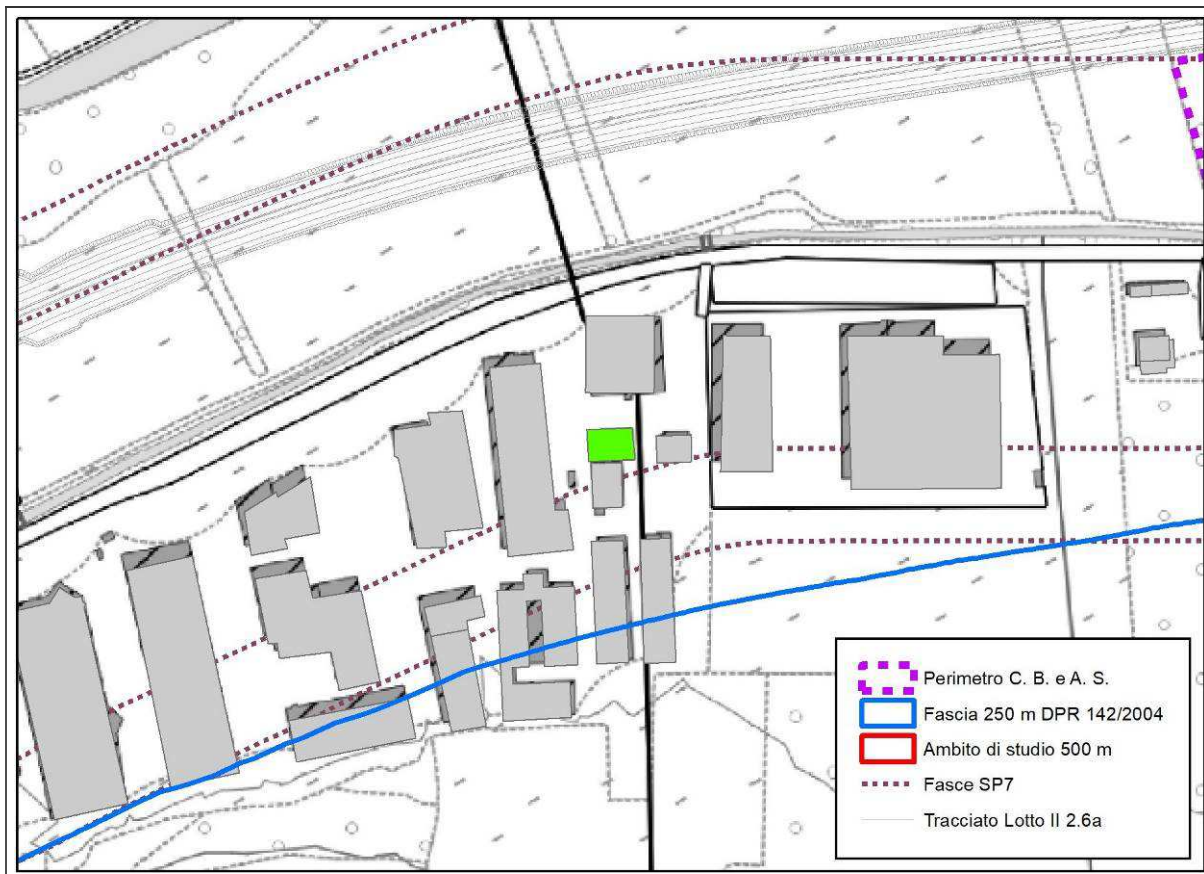 Perimetro C. B. e A. S.
Fascia 250 m DPR 142/2004
Ambito di studio 500 m
Fasce SP7
Tracciato Lotto II 2.6a